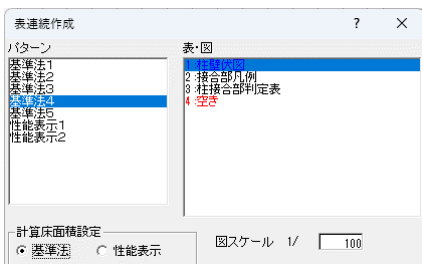 表連続作成 ? ×
パターン
基準法1
基準法2
基準法3
基準法4
基準法5
性能表示1
性能表示2
表・図
1:柱壁伏図
2:接合部凡例
3:柱接合部判定表
4:空き
計算床面積設定
基準法 性能表示
図スケール 1/ 100